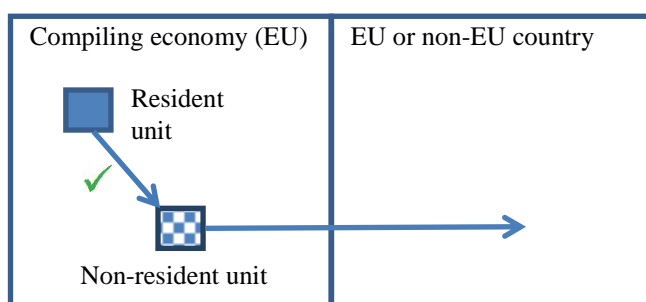 Compiling economy (EU)
EU or non-EU country
Resident
unit
Non-resident unit